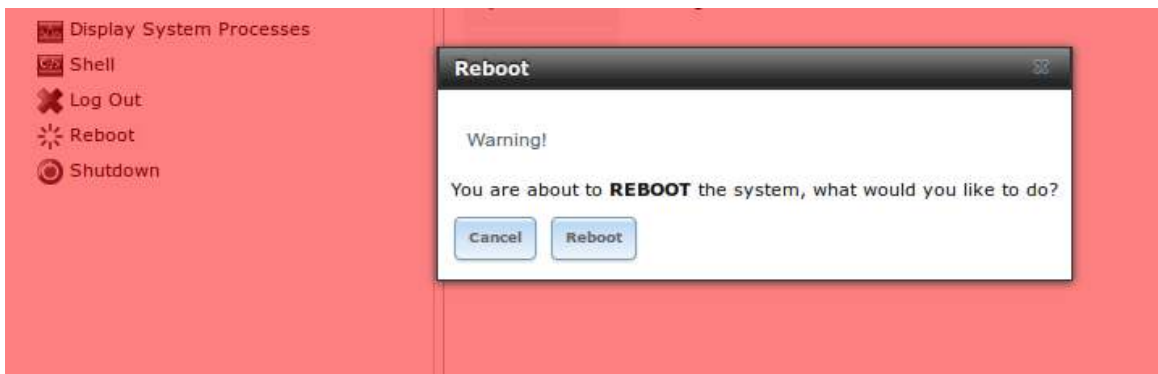 Display System Processes
Shell
Log Out
Reboot
Shutdown
Reboot
Warning!
You are about to REBOOT the system, what would you like to do?
Cancel
Reboot